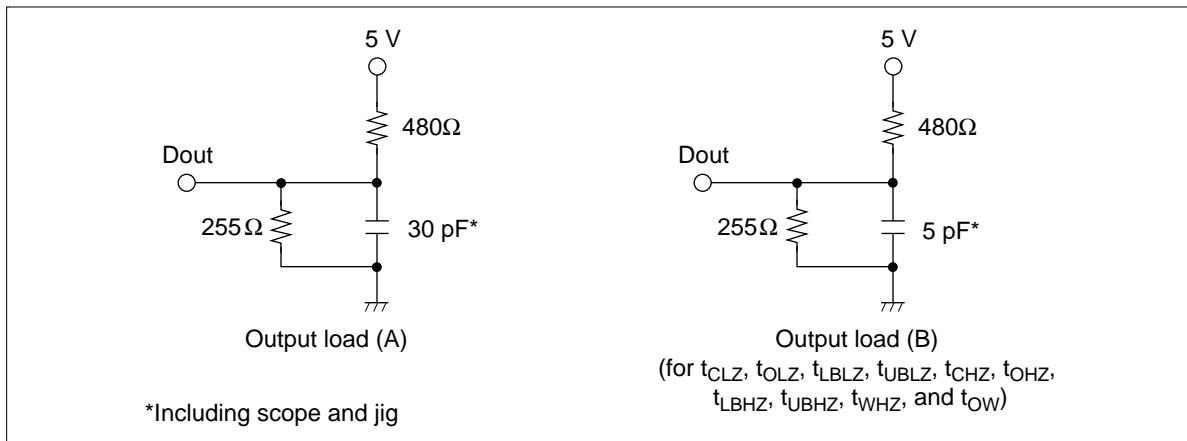 5 V
480Ω
Dout
255Ω
30 pF*
Output load (A)
*Including scope and jig
5 V
480Ω
Dout
255Ω
5 pF*
Output load (B)
(for tCLZ, tOLZ, tLBLZ, tUBLZ, tCHZ, tOHZ,
tLBHZ, tUBHZ, tWHZ, and tOW)